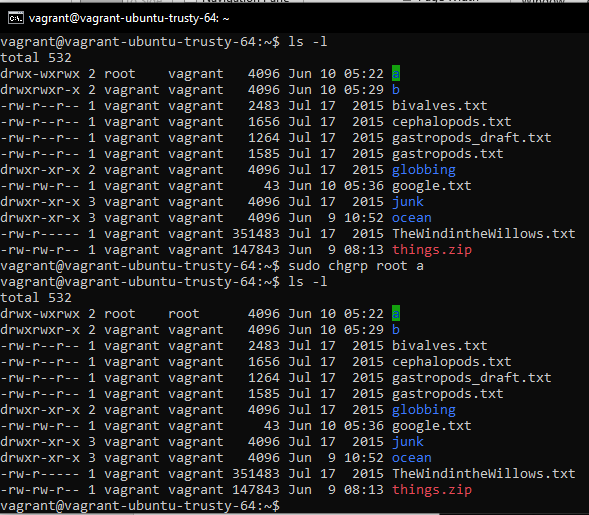 vagrant@vagrant-ubuntu-trusty-64: ~
vagrant@vagrant-ubuntu-trusty-64:~$ ls -l
total 532
drwx-wxrwx 2 root    vagrant   4096 Jun 10 05:22 a
drwxrwxr-x 2 vagrant vagrant   4096 Jun 10 05:29 b
-rw-r--r-- 1 vagrant vagrant   2483 Jul 17  2015 bivalves.txt
-rw-r--r-- 1 vagrant vagrant   1656 Jul 17  2015 cephalopods.txt
-rw-r--r-- 1 vagrant vagrant   1264 Jul 17  2015 gastropods_draft.txt
-rw-r--r-- 1 vagrant vagrant   1585 Jul 17  2015 gastropods.txt
drwxr-xr-x 2 vagrant vagrant   4096 Jul 17  2015 globbing
-rw-rw-r-- 1 vagrant vagrant     43 Jun 10 05:36 google.txt
drwxr-xr-x 3 vagrant vagrant   4096 Jul 17  2015 junk
drwxr-xr-x 3 vagrant vagrant   4096 Jun  9 10:52 ocean
-rw-r----- 1 vagrant vagrant 351483 Jul 17  2015 TheWindintheWillows.txt
-rw-rw-r-- 1 vagrant vagrant 147843 Jun  9 08:13 things.zip
vagrant@vagrant-ubuntu-trusty-64:~$ sudo chgrp root a
vagrant@vagrant-ubuntu-trusty-64:~$ ls -l
total 532
drwx-wxrwx 2 root    root      4096 Jun 10 05:22 a
drwxrwxr-x 2 vagrant vagrant   4096 Jun 10 05:29 b
-rw-r--r-- 1 vagrant vagrant   2483 Jul 17  2015 bivalves.txt
-rw-r--r-- 1 vagrant vagrant   1656 Jul 17  2015 cephalopods.txt
-rw-r--r-- 1 vagrant vagrant   1264 Jul 17  2015 gastropods_draft.txt
-rw-r--r-- 1 vagrant vagrant   1585 Jul 17  2015 gastropods.txt
drwxr-xr-x 2 vagrant vagrant   4096 Jul 17  2015 globbing
-rw-rw-r-- 1 vagrant vagrant     43 Jun 10 05:36 google.txt
drwxr-xr-x 3 vagrant vagrant   4096 Jul 17  2015 junk
drwxr-xr-x 3 vagrant vagrant   4096 Jun  9 10:52 ocean
-rw-r----- 1 vagrant vagrant 351483 Jul 17  2015 TheWindintheWillows.txt
-rw-rw-r-- 1 vagrant vagrant 147843 Jun  9 08:13 things.zip
vagrant@vagrant-ubuntu-trusty-64:~$